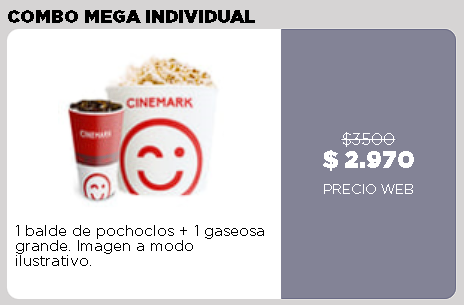 COMBO MEGA INDIVIDUAL
CINEMARK
CINEMARK
$3500
$ 2.970
PRECIO WEB
1 balde de pochoclos + 1 gaseosa
grande. Imagen a modo
ilustrativo.